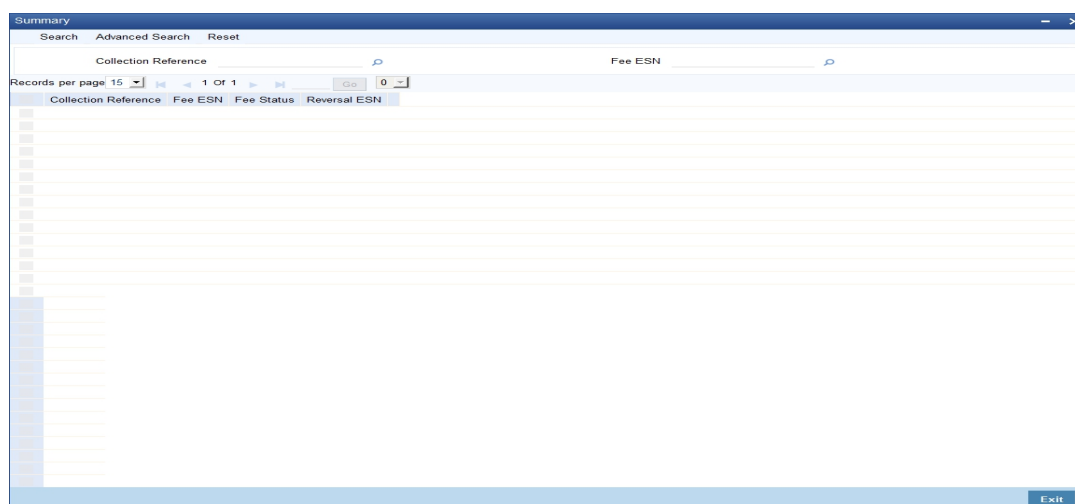 Summary
Search Advanced Search Reset
Collection Reference Fee ESN
Records per page 15 1 Of 1 Go 0
Collection Reference Fee ESN Fee Status Reversal ESN
Exit